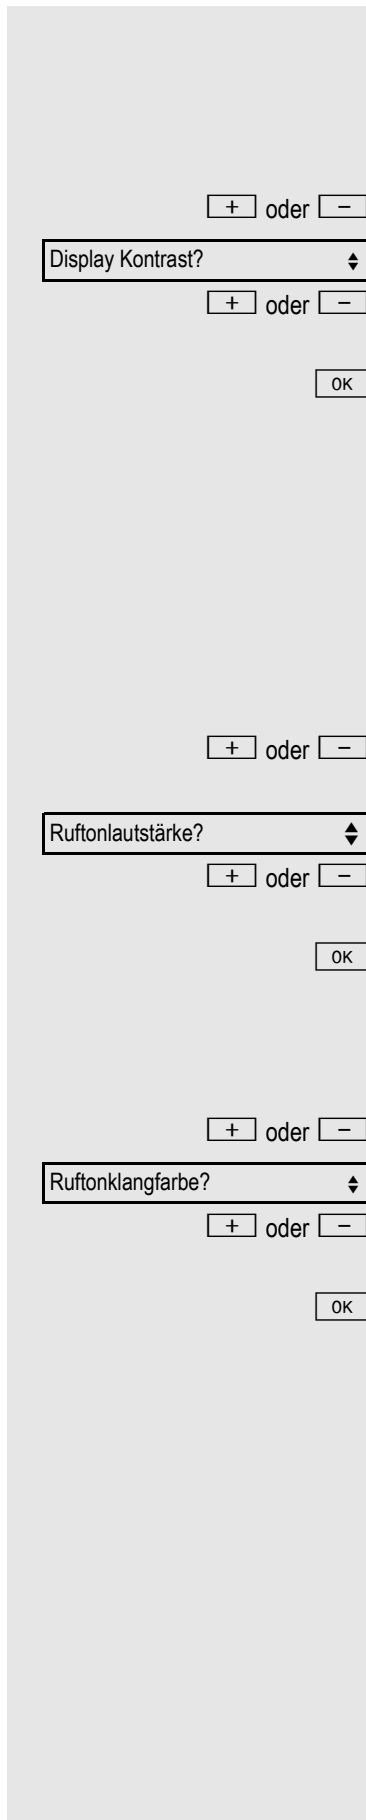 + oder −
Display Kontrast?
+ oder −
OK
+ oder −
Ruftonlautstärke?
+ oder −
OK
+ oder −
Ruftonklangfarbe?
+ oder −
OK